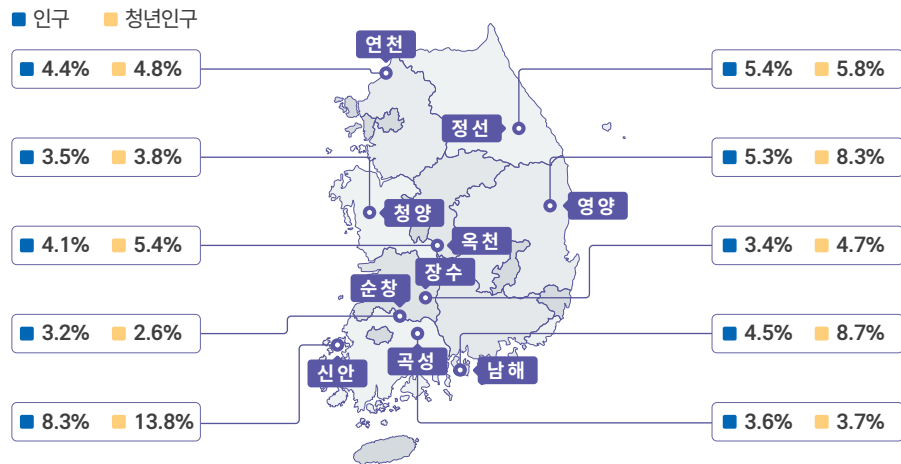 인구 청년인구
연천
4.4% 4.8%
5.4% 5.8%
정선
3.5% 3.8%
5.3% 8.3%
청양
영양
4.1% 5.4%
옥천
3.4% 4.7%
장수
순창
3.2% 2.6%
4.5% 8.7%
신안
곡성
남해
8.3% 13.8%
3.6% 3.7%